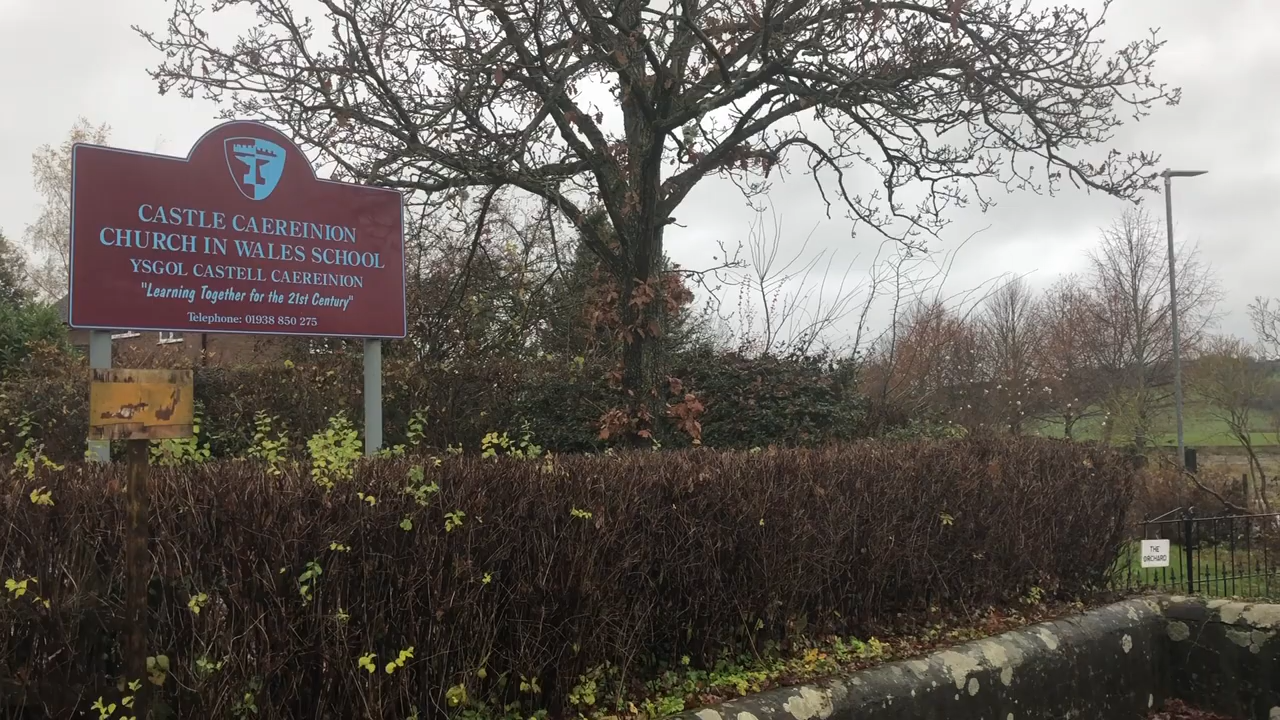 CASTLE CAEREINION
CHURCH IN WALES SCHOOL
YSGOL CASTELL CAEREINION
"Learning Together for the 21st Century"
Telephone: 01938 850 275
THE
ORCHARD